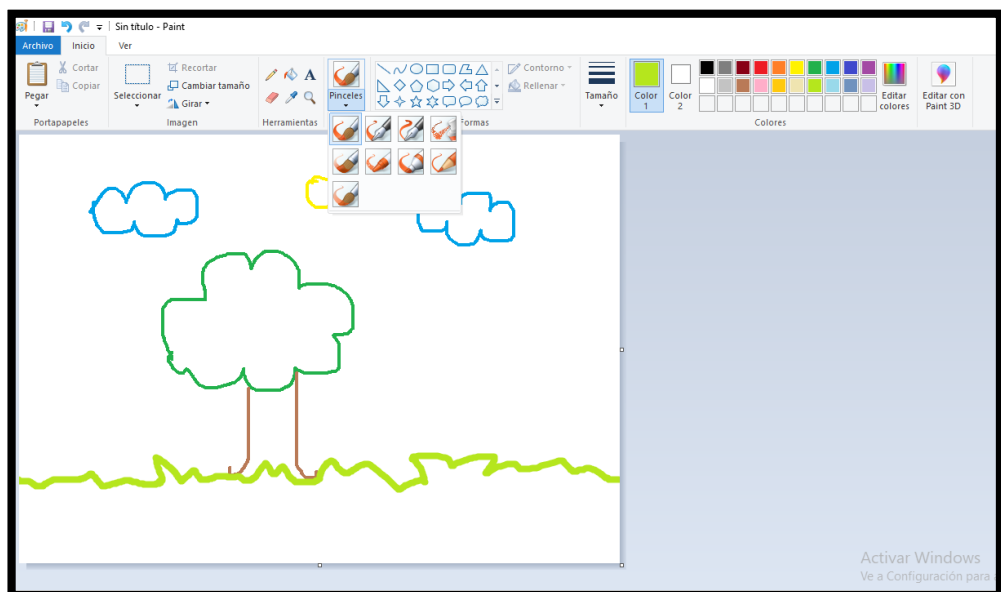 Sin título - Paint
Archivo Inicio Ver
Pegar
Cortar
Copiar
Portapapeles
Seleccionar
Recortar
Cambiar tamaño
Girar
Imagen
A
Herramientas
Pinceles
Contorno
Rellenar
Formas
Tamaño
Color 1
Color 2
Editar colores
Colores
Editar con Paint 3D
Activar Windows
Ve a Configuración para